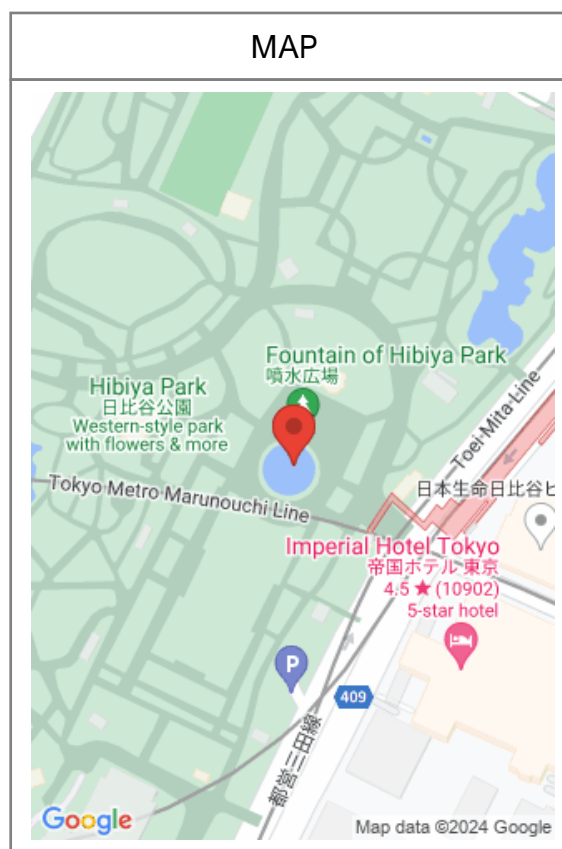 MAP
Fountain of Hibiya Park
噴水広場
Hibiya Park
日比谷公園
Western-style park
with flowers & more
Toei Mita Line
Tokyo Metro Marunouchi Line
日本生命日比谷ビ
Imperial Hotel Tokyo
帝国ホテル 東京
4.5 ★ (10902)
5-star hotel
P
409
都営三田線
Google
Map data ©2024 Google